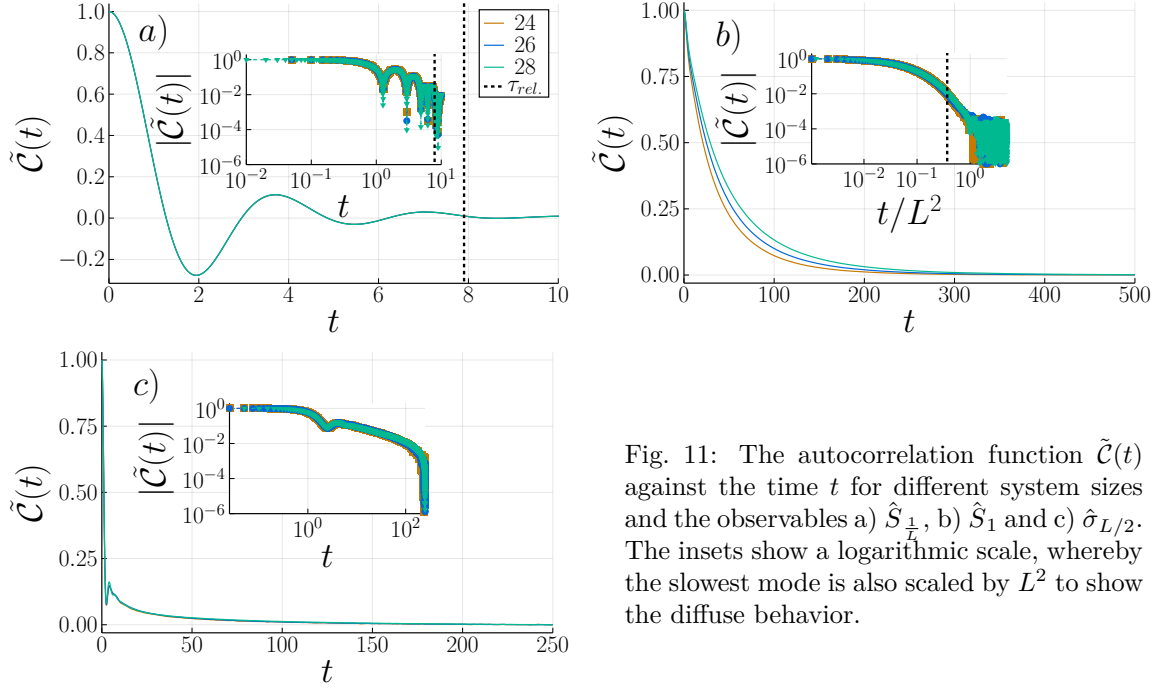 a)
1.0
0.8
0.6
0.4
0.2
0.0
−0.2
C̃(t)
0 2 4 6 8 10
t
24
26
28
τ_rel.
|C̃(t)|
10^0
10^−2
10^−4
10^−6
10^−2 10^−1 10^0 10^1
t
b)
1.00
0.75
0.50
0.25
0.00
C̃(t)
0 100 200 300 400 500
t
|C̃(t)|
10^0
10^−2
10^−4
10^−6
10^−2 10^−1 10^0
t/L^2
c)
1.00
0.75
0.50
0.25
0.00
C̃(t)
0 50 100 150 200 250
t
|C̃(t)|
10^0
10^−2
10^−4
10^−6
10^0 10^2
t
Fig. 11: The autocorrelation function C̃(t)
against the time t for different system sizes
and the observables a) Ŝ_{1/L}, b) Ŝ_1 and c) σ̂_{L/2}.
The insets show a logarithmic scale, whereby
the slowest mode is also scaled by L^2 to show
the diffuse behavior.